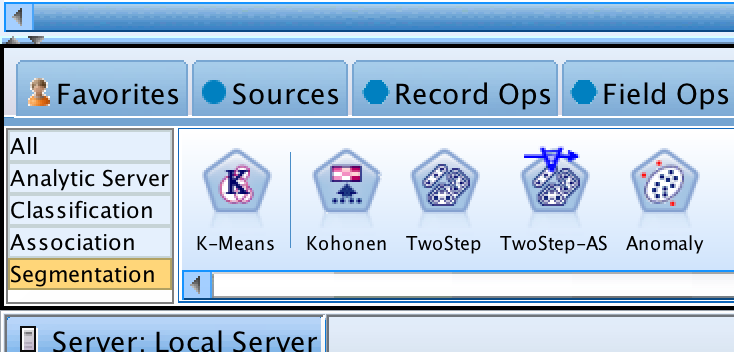 Favorites Sources Record Ops Field Ops
All
Analytic Server
Classification
Association
Segmentation
K
K-Means Kohonen TwoStep TwoStep-AS Anomaly
Server: Local Server